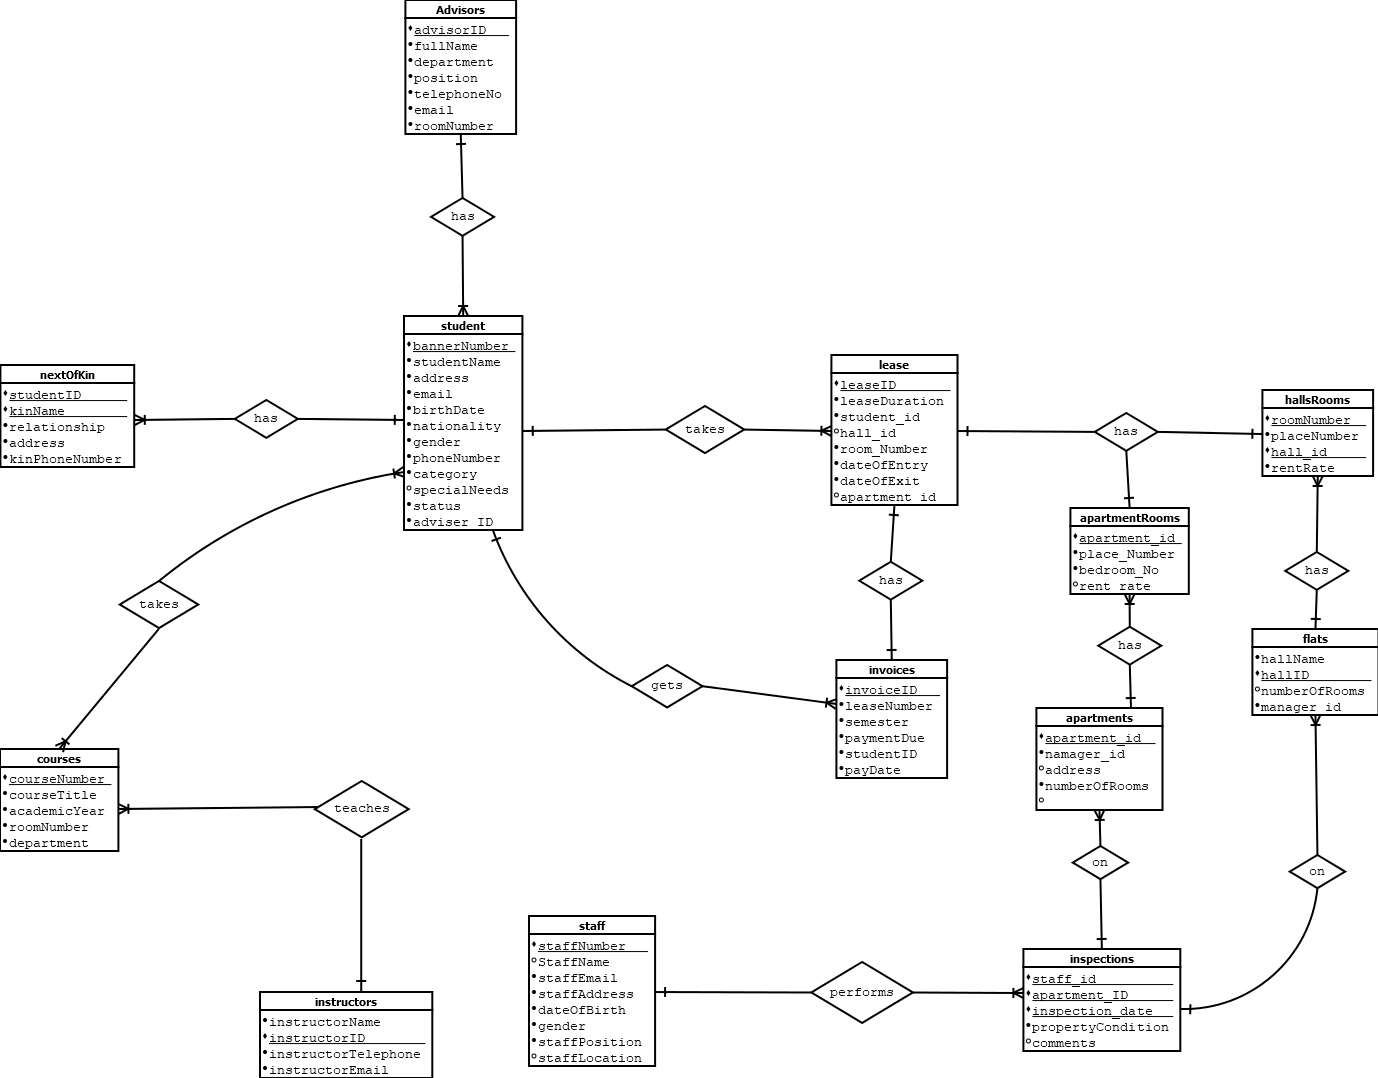 Advisors
advisorID
fullName
department
position
telephoneNo
email
roomNumber
has
student
bannerNumber
studentName
address
email
birthDate
nationality
gender
phoneNumber
category
specialNeeds
status
adviser_ID
nextOfKin
studentID
kinName
relationship
address
kinPhoneNumber
has
takes
lease
leaseID
leaseDuration
student_id
hall_id
room_Number
dateOfEntry
dateOfExit
apartment_id
has
hallsRooms
roomNumber
placeNumber
hall_id
rentRate
apartmentRooms
apartment_id
place_Number
bedroom_No
rent_rate
has
has
takes
has
flats
hallName
hallID
numberOfRooms
manager_id
gets
invoices
invoiceID
leaseNumber
semester
paymentDue
studentID
payDate
apartments
apartment_id
namager_id
address
numberOfRooms
courses
courseNumber
courseTitle
academicYear
roomNumber
department
teaches
on
on
staff
staffNumber
StaffName
staffEmail
staffAddress
dateOfBirth
gender
staffPosition
staffLocation
performs
inspections
staff_id
apartment_ID
inspection_date
propertyCondition
comments
instructors
instructorName
instructorID
instructorTelephone
instructorEmail